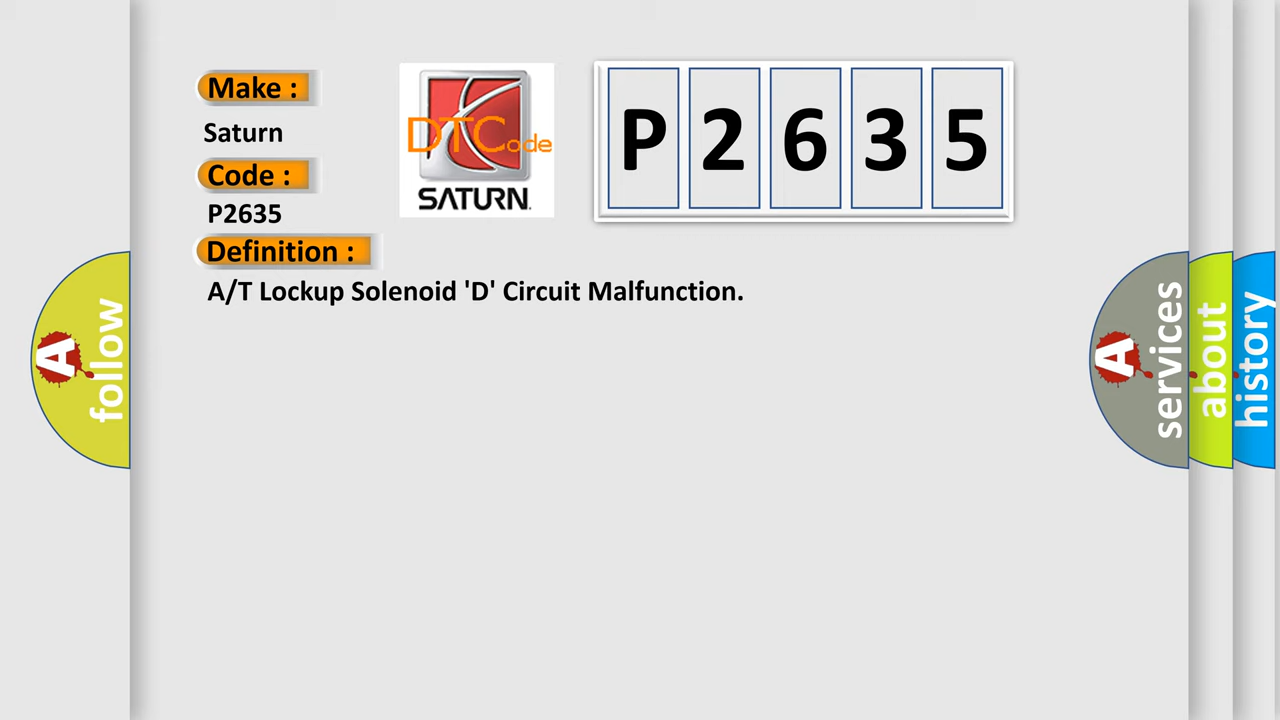 Make :
Saturn
Code :
P2635
Definition :
A/T Lockup Solenoid 'D' Circuit Malfunction.
DTCode
SATURN
P 2 6 3 5
A follow
A services
about
history